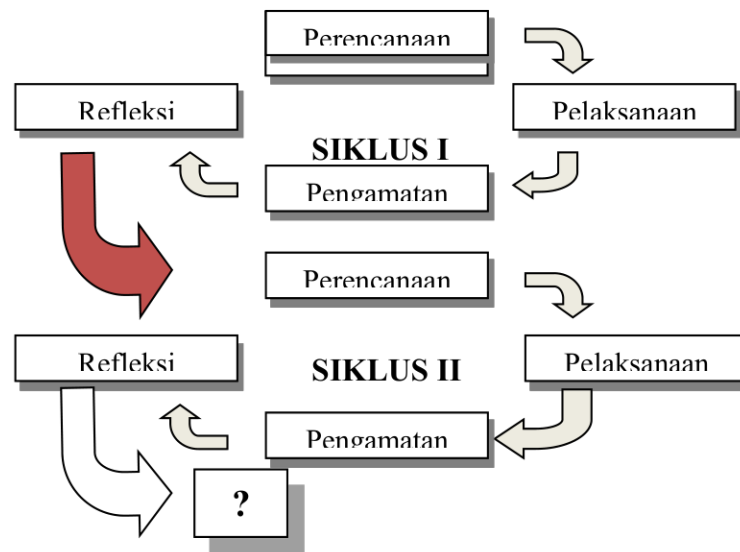 Perencanaan
Refleksi
Pelaksanaan
SIKLUS I
Pengamatan
Perencanaan
Refleksi
Pelaksanaan
SIKLUS II
Pengamatan
?